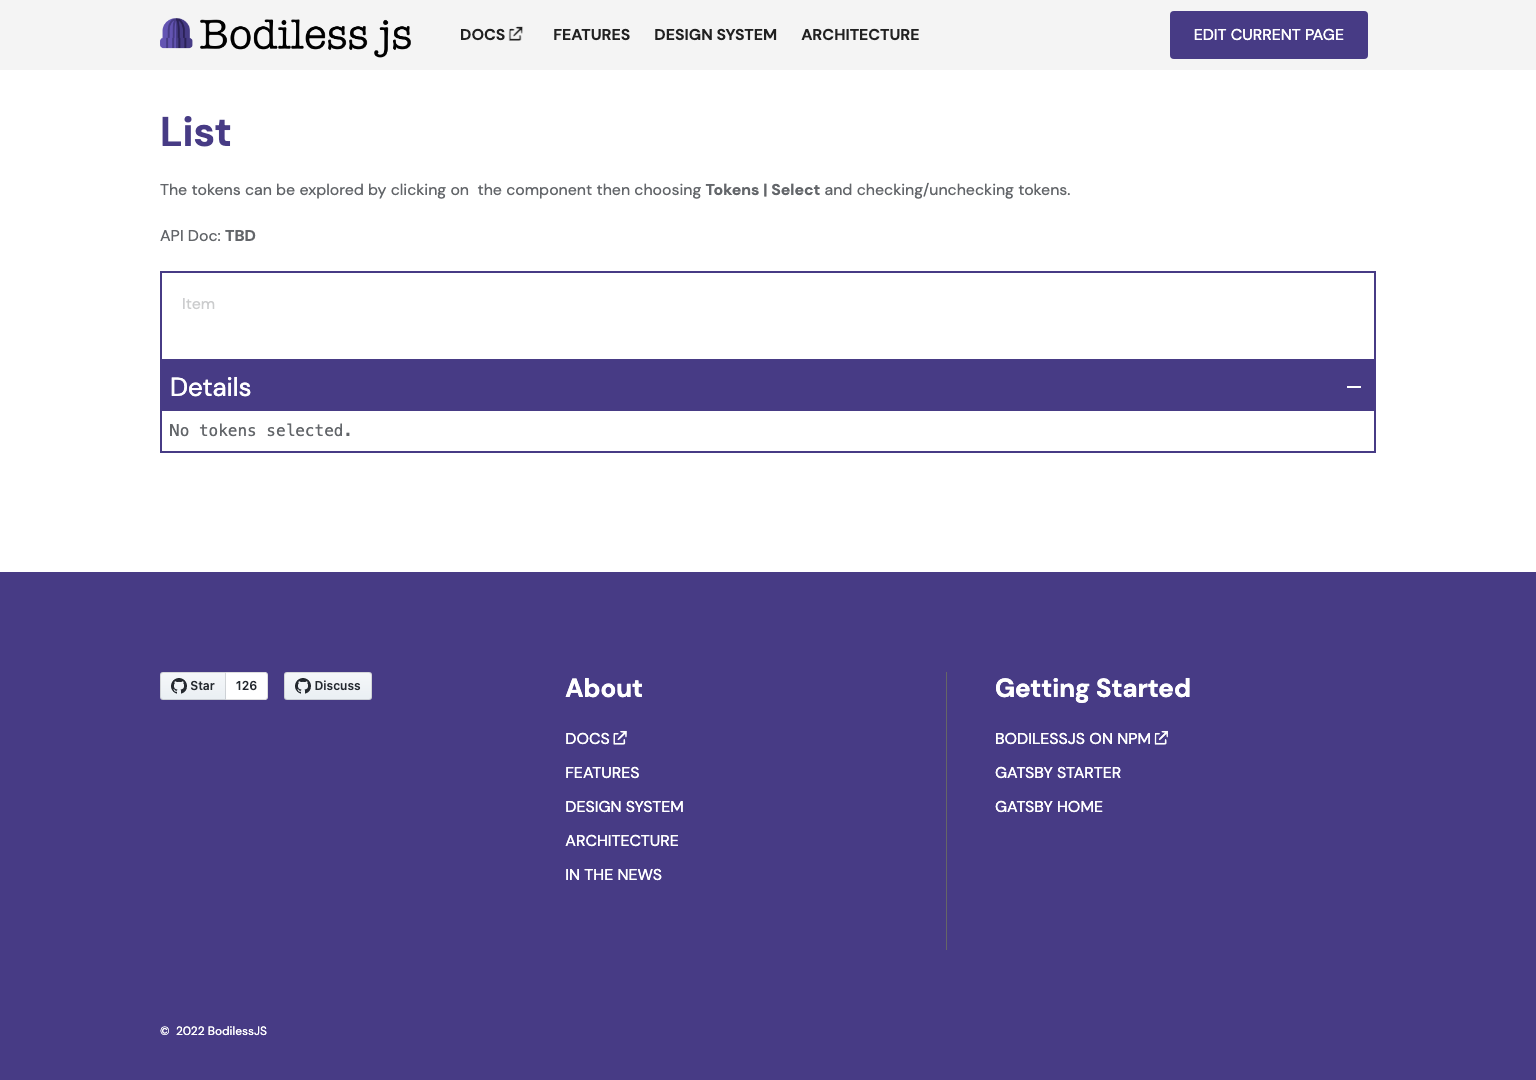 Bodiless js
DOCS
FEATURES
DESIGN SYSTEM
ARCHITECTURE
EDIT CURRENT PAGE
List
The tokens can be explored by clicking on  the component then choosing Tokens | Select and checking/unchecking tokens.
API Doc: TBD
Item
Details
No tokens selected.
Star
126
Discuss
About
DOCS
FEATURES
DESIGN SYSTEM
ARCHITECTURE
IN THE NEWS
Getting Started
BODILESSJS ON NPM
GATSBY STARTER
GATSBY HOME
© 2022 BodilessJS